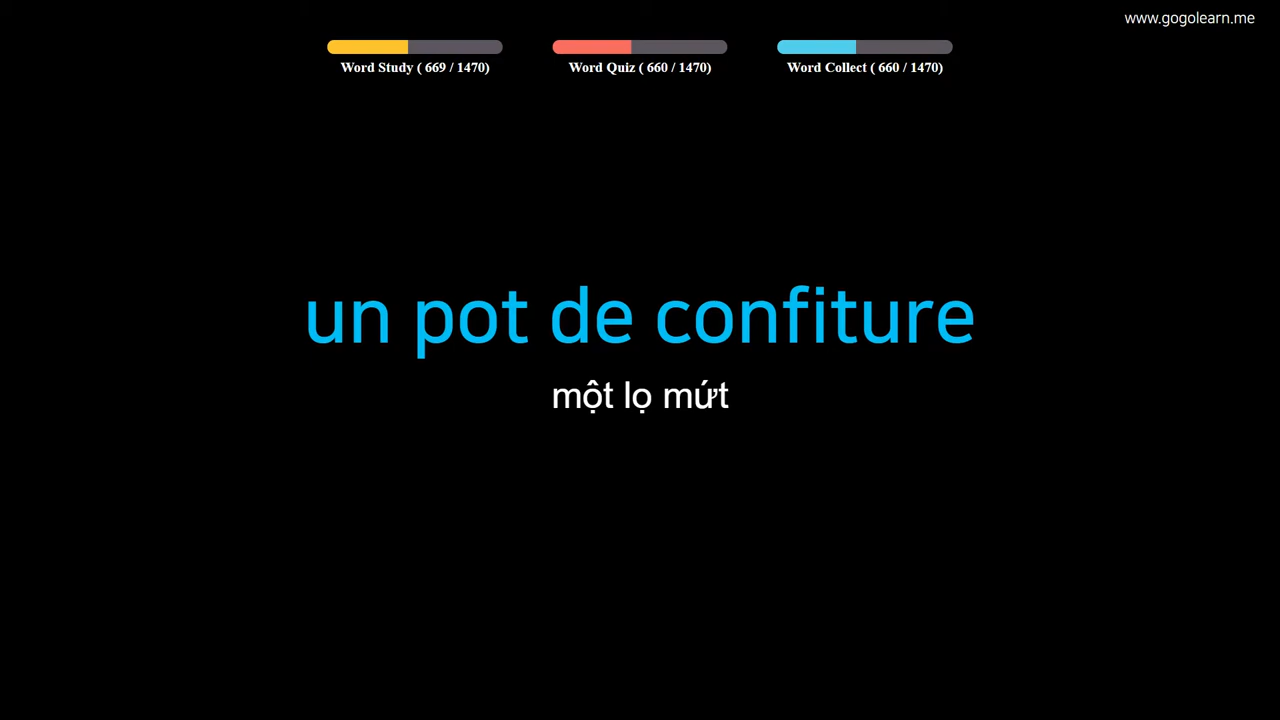 www.gogolearn.me
Word Study ( 669 / 1470)
Word Quiz ( 660 / 1470)
Word Collect ( 660 / 1470)
un pot de confiture
một lọ mứt